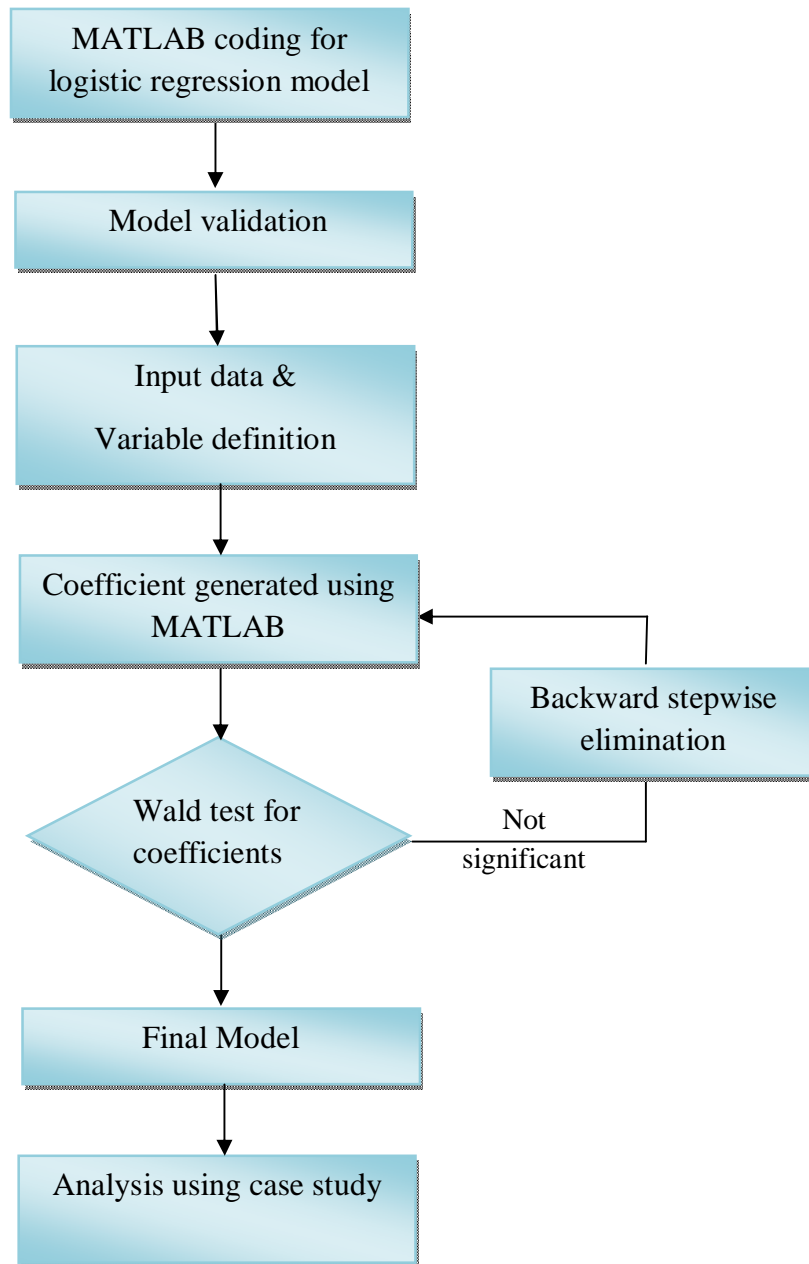 MATLAB coding for
logistic regression model
Model validation
Input data &
Variable definition
Coefficient generated using
MATLAB
Backward stepwise
elimination
Wald test for
coefficients
Not
significant
Final Model
Analysis using case study